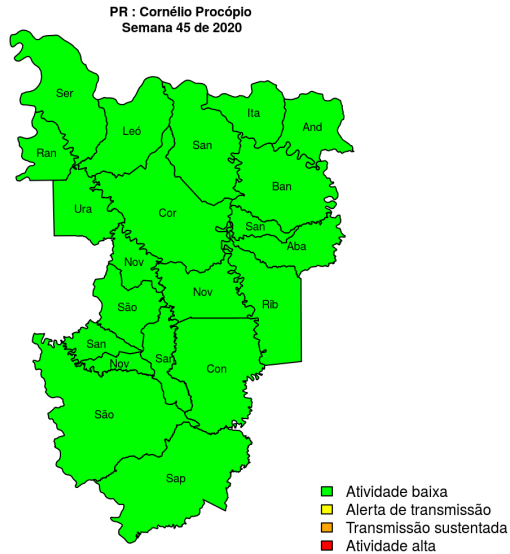 PR : Cornélio Procópio
Semana 45 de 2020
Ser
Ita
Leó
And
San
Ran
Ban
Ura
Cor
San
Aba
Nov
Nov
Rib
São
San
San
Nov
Con
São
Sap
Atividade baixa
Alerta de transmissão
Transmissão sustentada
Atividade alta